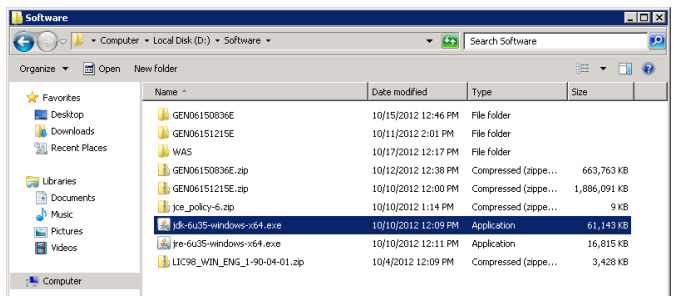 Software
Computer Local Disk (D:) Software Search Software
Organize Open New folder
Favorites
Desktop
Downloads
Recent Places
Libraries
Documents
Music
Pictures
Videos
Computer
Name Date modified Type Size
GEN06150836E 10/15/2012 12:46 PM File folder
GEN06151215E 10/11/2012 2:01 PM File folder
WAS 10/17/2012 12:17 PM File folder
GEN06150836E.zip 10/12/2012 12:38 PM Compressed (zippe... 663,763 KB
GEN06151215E.zip 10/10/2012 12:00 PM Compressed (zippe... 1,886,091 KB
jce_policy-6.zip 10/10/2012 1:14 PM Compressed (zippe... 9 KB
jdk-6u35-windows-x64.exe 10/10/2012 12:09 PM Application 61,143 KB
jre-6u35-windows-x64.exe 10/10/2012 12:11 PM Application 16,815 KB
LIC98_WIN_ENG_1-90-04-01.zip 10/4/2012 12:09 PM Compressed (zippe... 3,428 KB